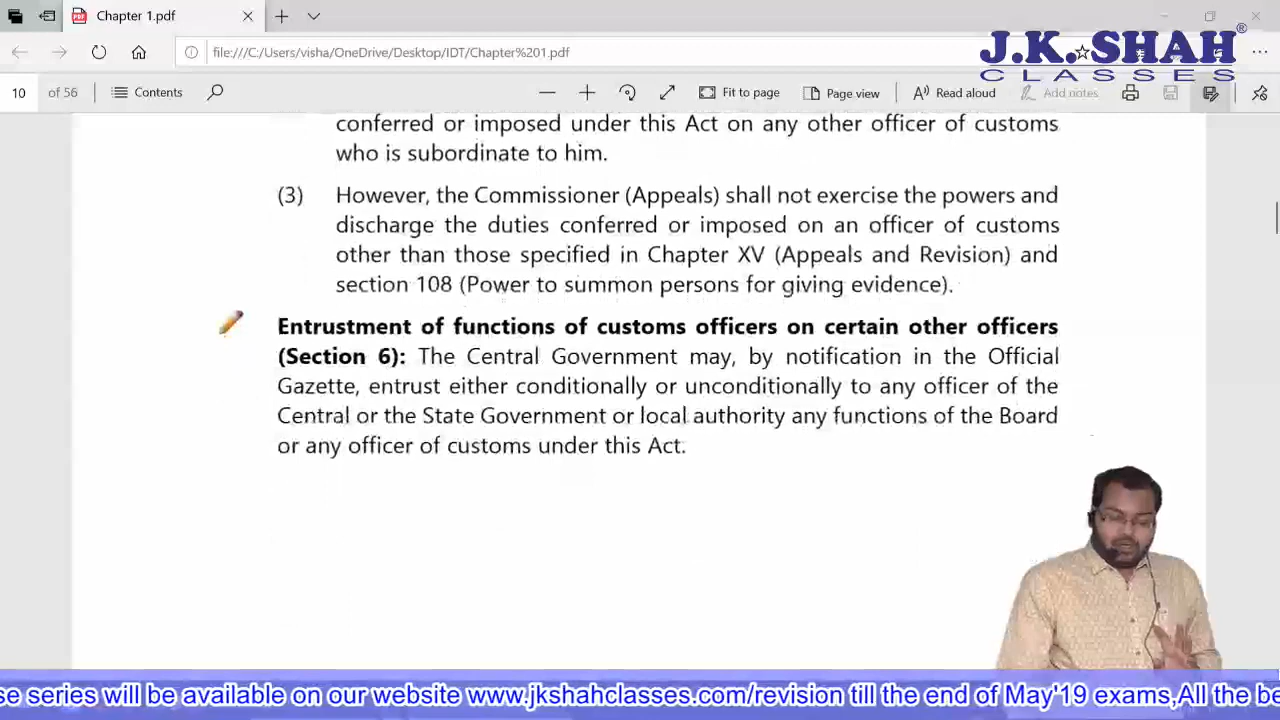 Chapter 1.pdf
file:///C:/Users/visha/OneDrive/Desktop/IDT/Chapter%201.pdf
J.K.SHAH®
CLASSES
10 of 56 Contents Fit to page Page view Read aloud Add notes
conferred or imposed under this Act on any other officer of customs
who is subordinate to him.
(3) However, the Commissioner (Appeals) shall not exercise the powers and
discharge the duties conferred or imposed on an officer of customs
other than those specified in Chapter XV (Appeals and Revision) and
section 108 (Power to summon persons for giving evidence).
Entrustment of functions of customs officers on certain other officers
(Section 6): The Central Government may, by notification in the Official
Gazette, entrust either conditionally or unconditionally to any officer of the
Central or the State Government or local authority any functions of the Board
or any officer of customs under this Act.
se series will be available on our website www.jkshahclasses.com/revision till the end of May'19 exams,All the be